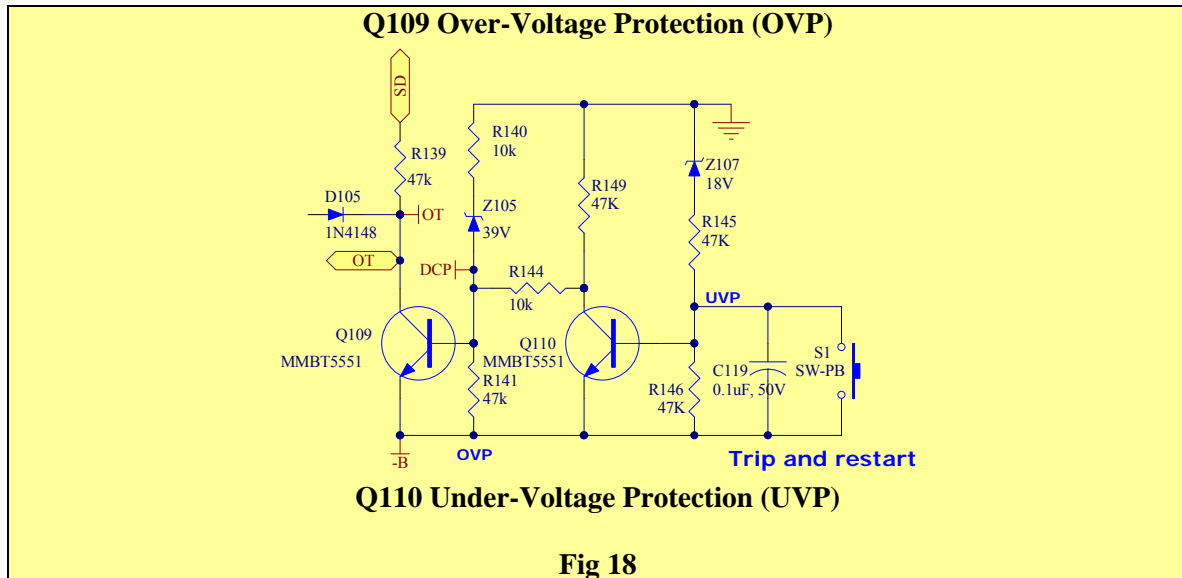 Q109 Over-Voltage Protection (OVP)
SD
R139
47k
D105
1N4148
OT
OT
R140
10k
Z105
39V
DCP
R144
10k
R149
47K
Z107
18V
R145
47K
UVP
Q109
MMBT5551
R141
47k
Q110
MMBT5551
R146
47K
C119
0.1uF, 50V
S1
SW-PB
-B
OVP
Trip and restart
Q110 Under-Voltage Protection (UVP)
Fig 18